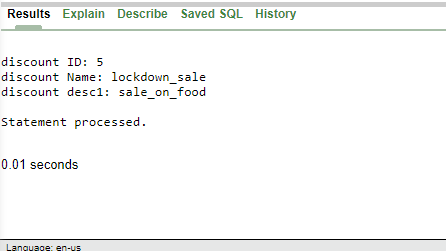 Results Explain Describe Saved SQL History
discount ID: 5
discount Name: lockdown_sale
discount desc1: sale_on_food
Statement processed.
0.01 seconds
Language: en-us